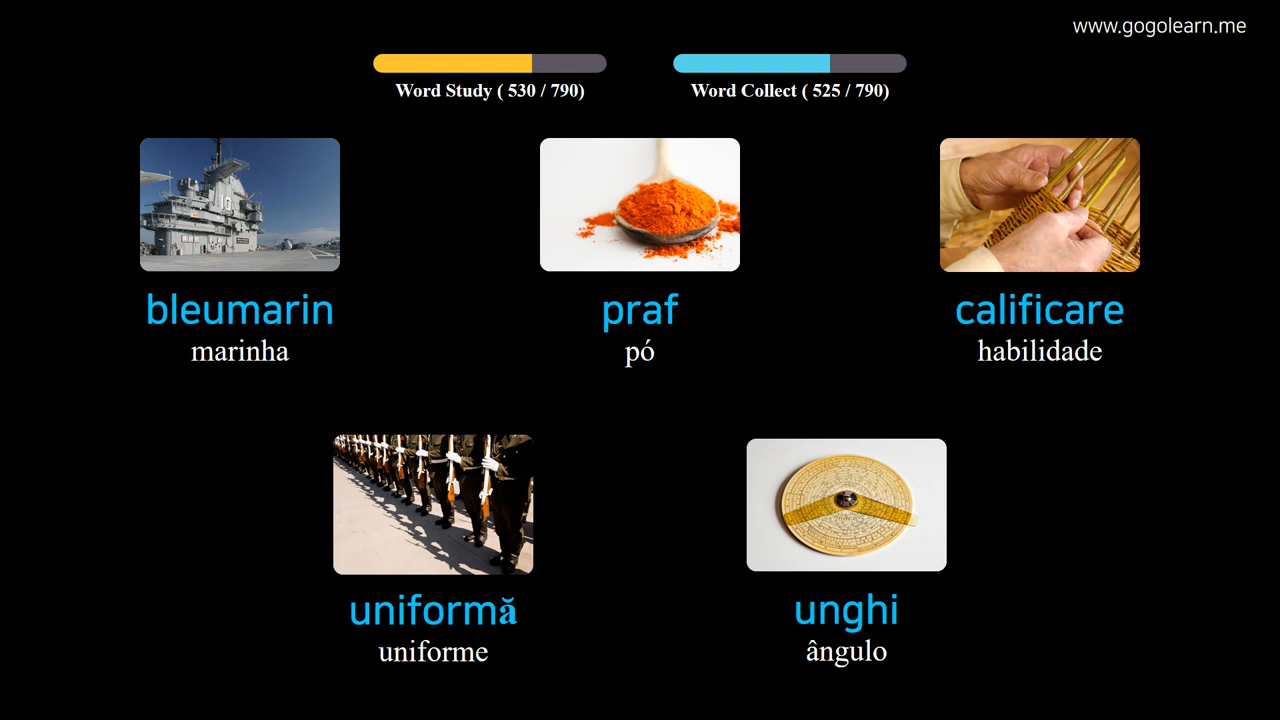 www.gogolearn.me
Word Study ( 530 / 790)
Word Collect ( 525 / 790)
bleumarin
marinha
praf
pó
calificare
habilidade
uniformă
uniforme
unghi
ângulo